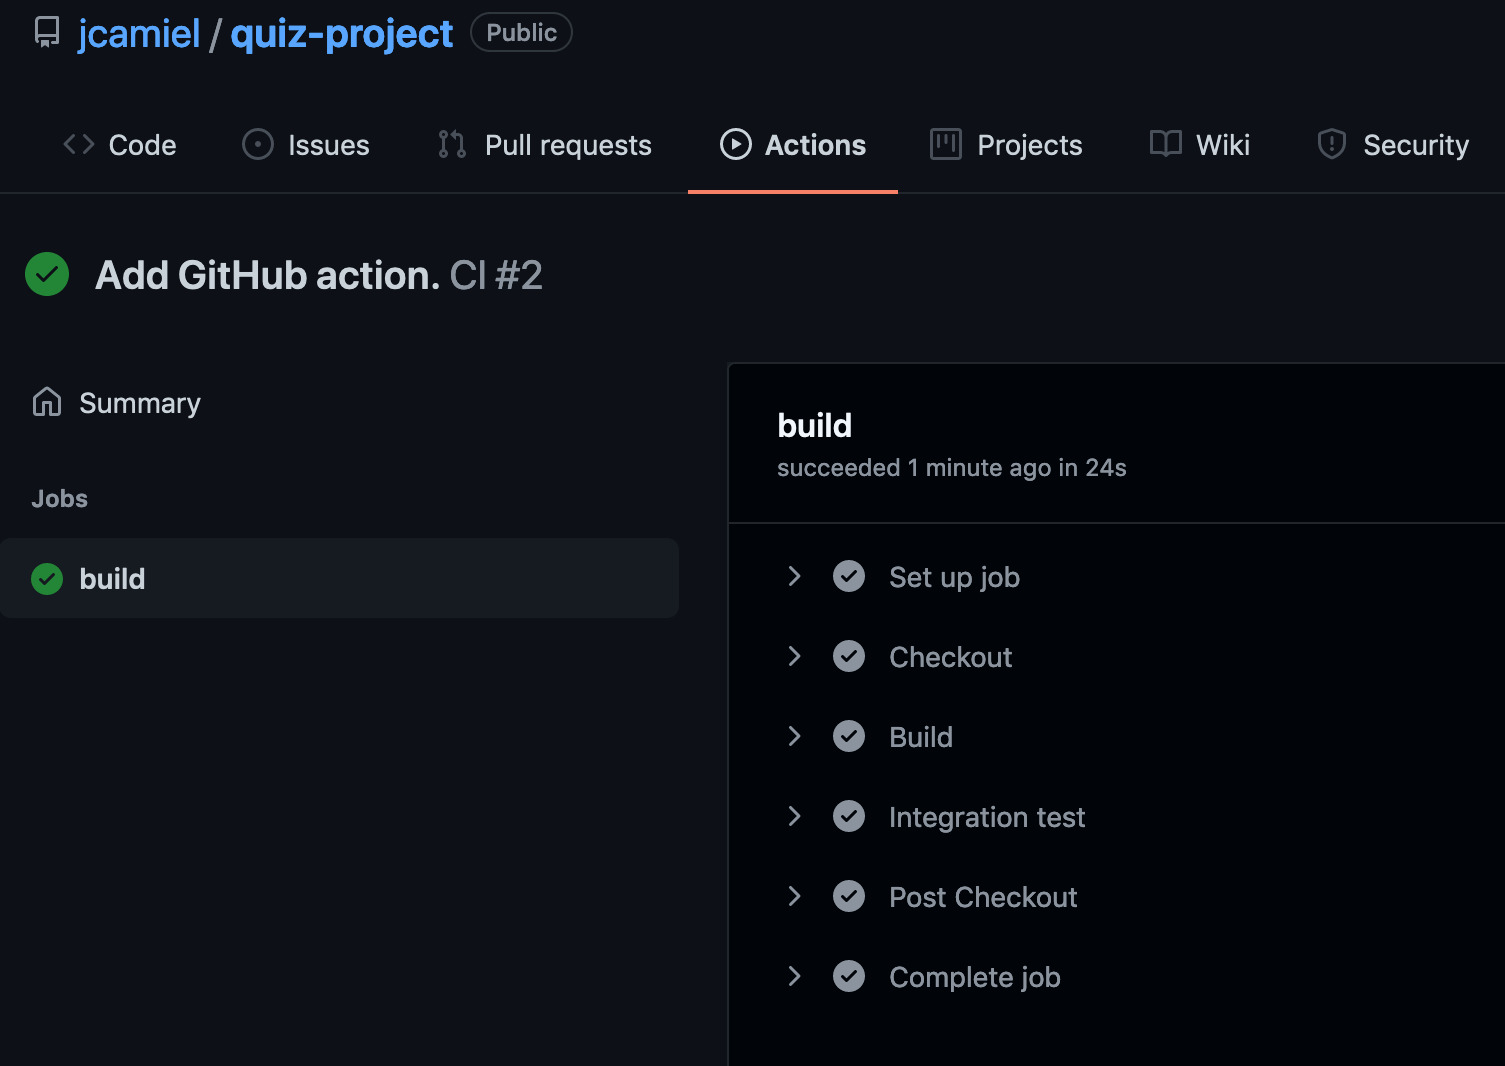 jcamiel / quiz-project Public
Code Issues Pull requests Actions Projects Wiki Security
Add GitHub action. CI #2
Summary
Jobs
build
build
succeeded 1 minute ago in 24s
Set up job
Checkout
Build
Integration test
Post Checkout
Complete job